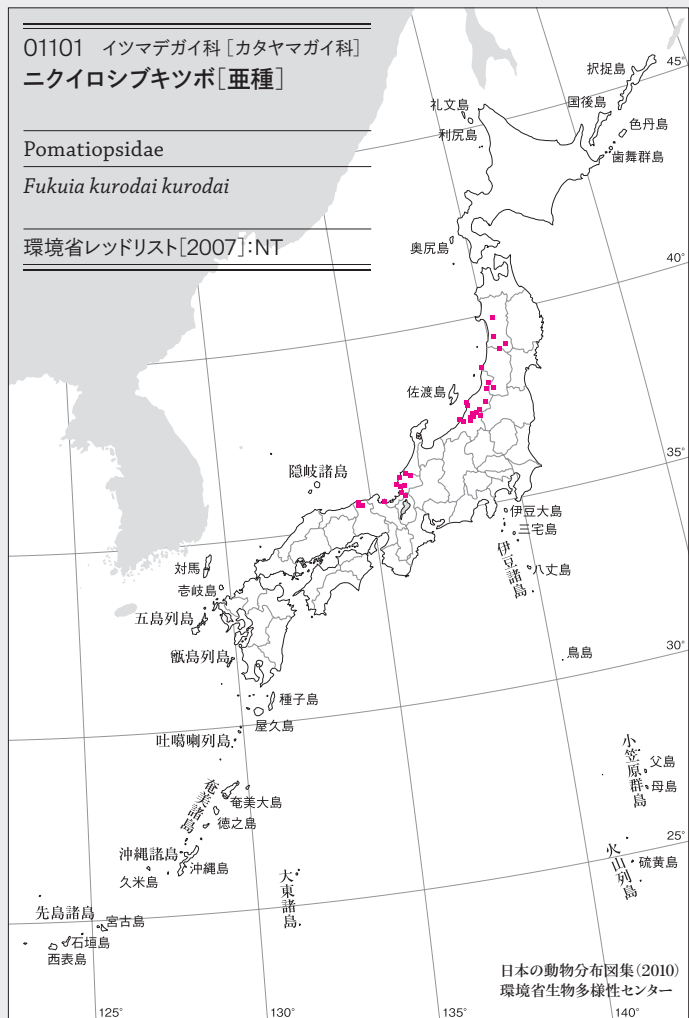 01101 イツマデガイ科 [カタヤマガイ科]
ニクイロシブキツボ[亜種]
Pomatiopsidae
Fukuia kurodai kurodai
環境省レッドリスト[2007]:NT
45°
択捉島
国後島
礼文島
色丹島
利尻島
歯舞群島
奥尻島
40°
佐渡島
35°
隠岐諸島
伊豆大島
三宅島
伊豆諸島
八丈島
対馬
壱岐島
五島列島
甑島列島
鳥島
30°
種子島
屋久島
吐噶喇列島
小笠原群島
父島
母島
奄美諸島
奄美大島
徳之島
25°
沖縄諸島
沖縄島
久米島
火山列島
硫黄島
大東諸島
先島諸島
宮古島
石垣島
西表島
日本の動物分布図集(2010)
環境省生物多様性センター
125°
130°
135°
140°